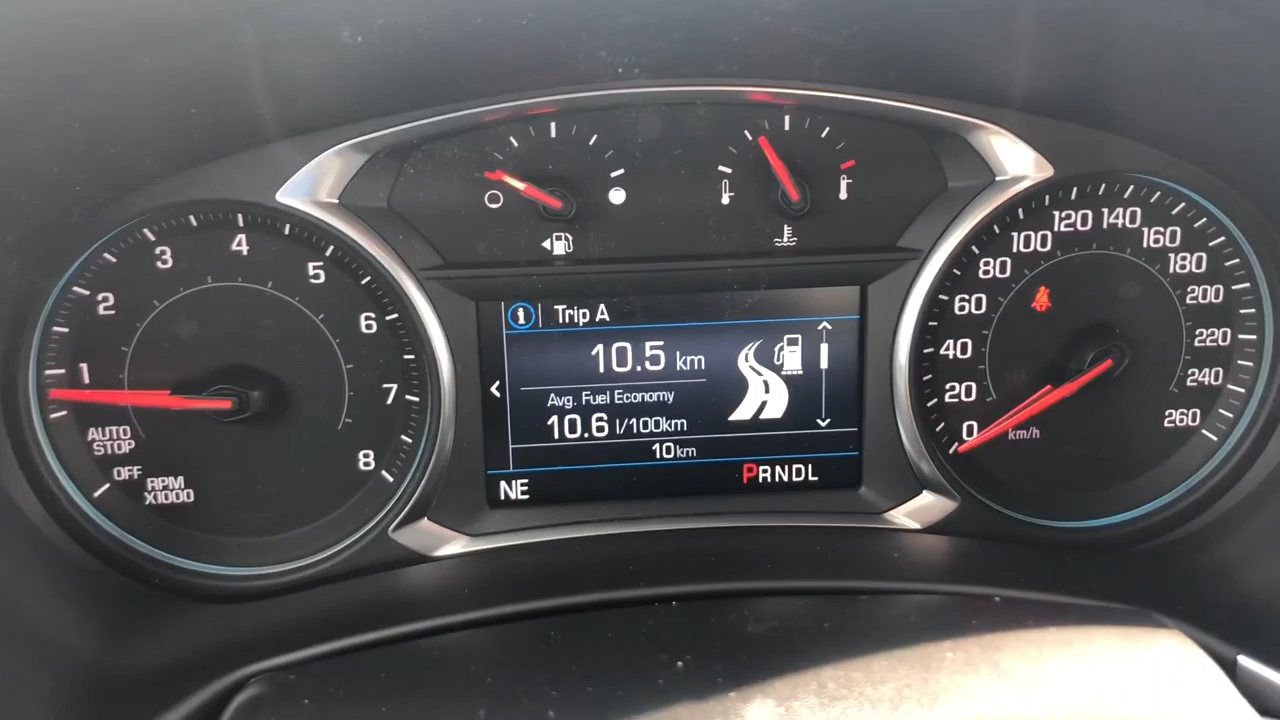 1
2
3
4
5
6
7
8
AUTO
STOP
OFF
RPM
X1000
i
Trip A
10.5 km
Avg. Fuel Economy
10.6 l/100km
10km
NE
PRNDL
0
20
40
60
80
100
120
140
160
180
200
220
240
260
km/h